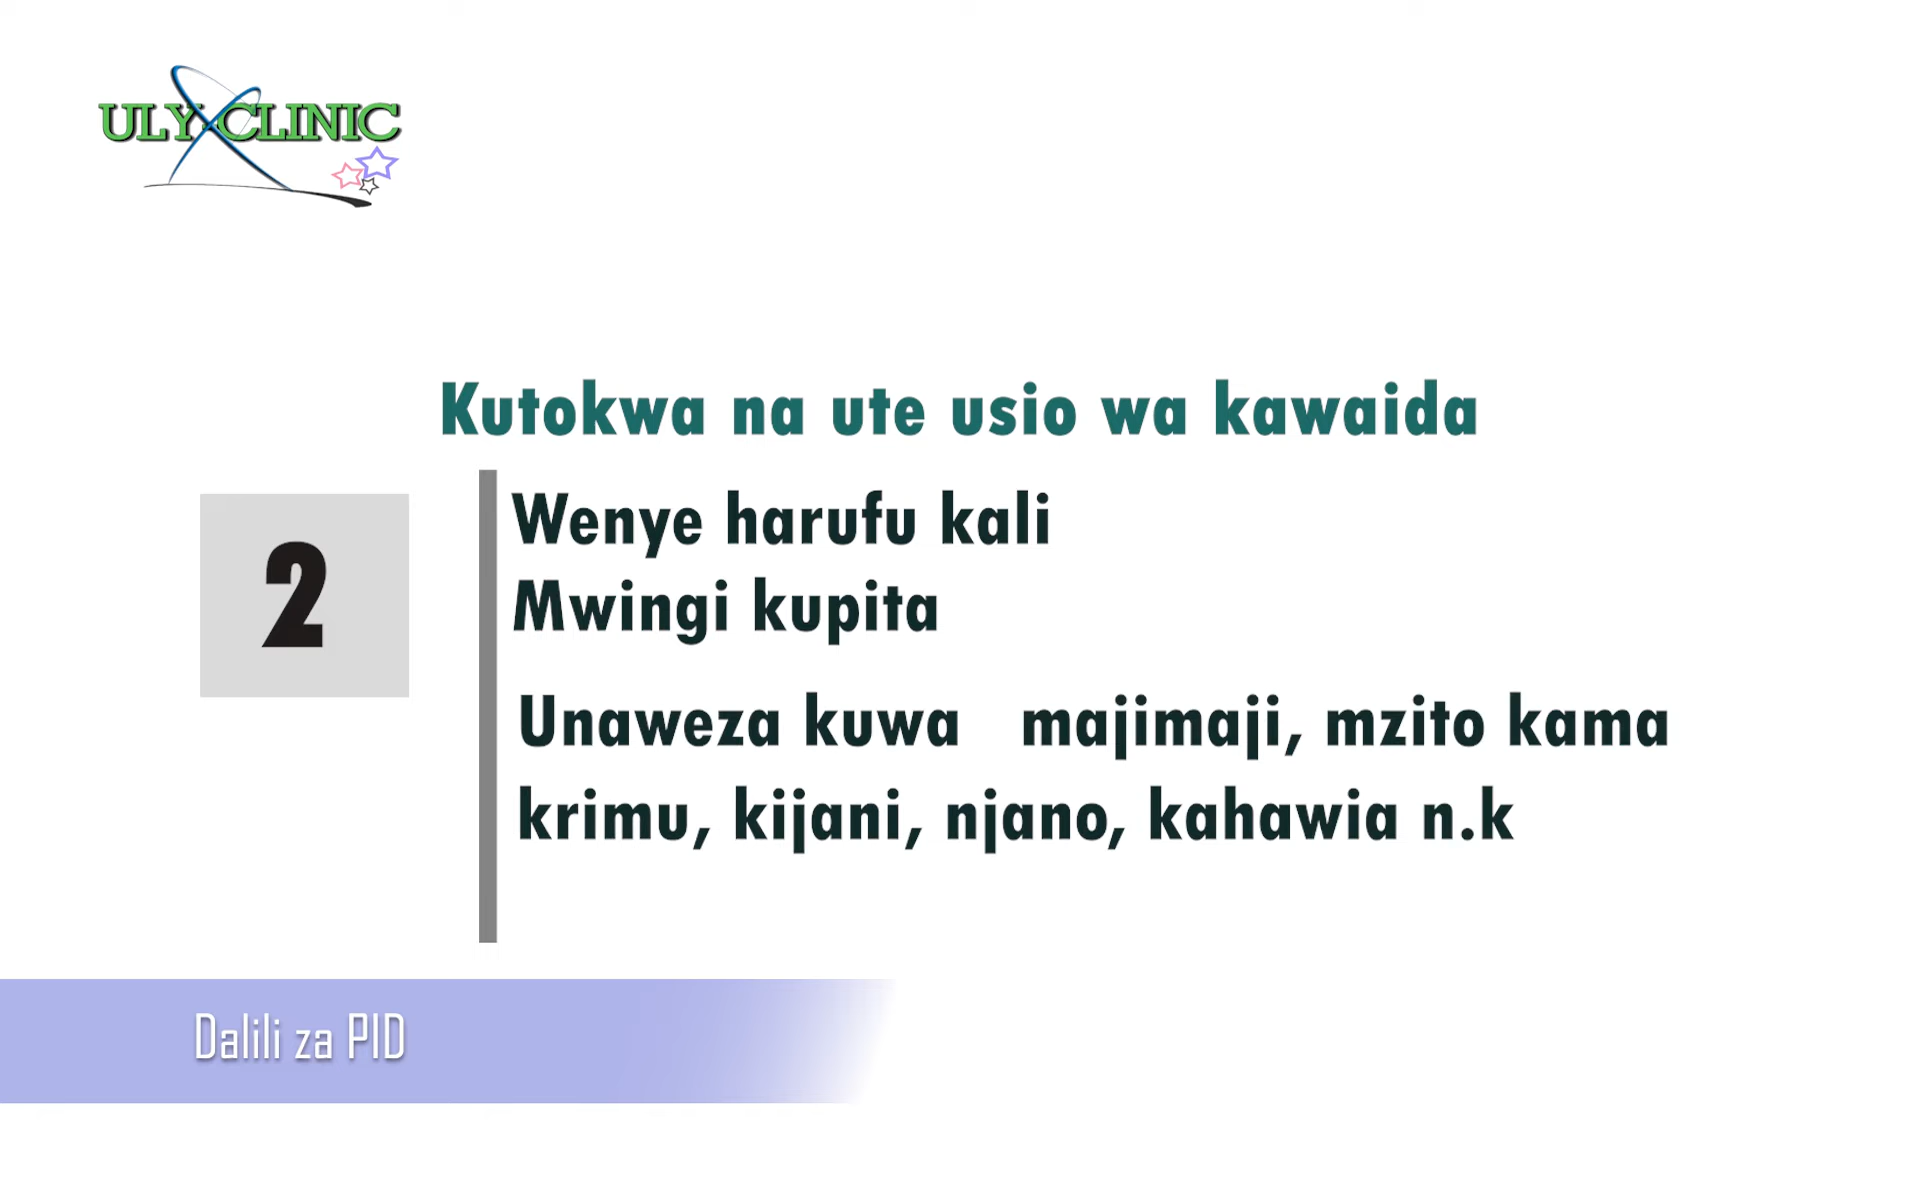 ULY CLINIC
Kutokwa na ute usio wa kawaida
2
Wenye harufu kali
Mwingi kupita
Unaweza kuwa majimaji, mzito kama
krimu, kijani, njano, kahawia n.k
Dalili za PID